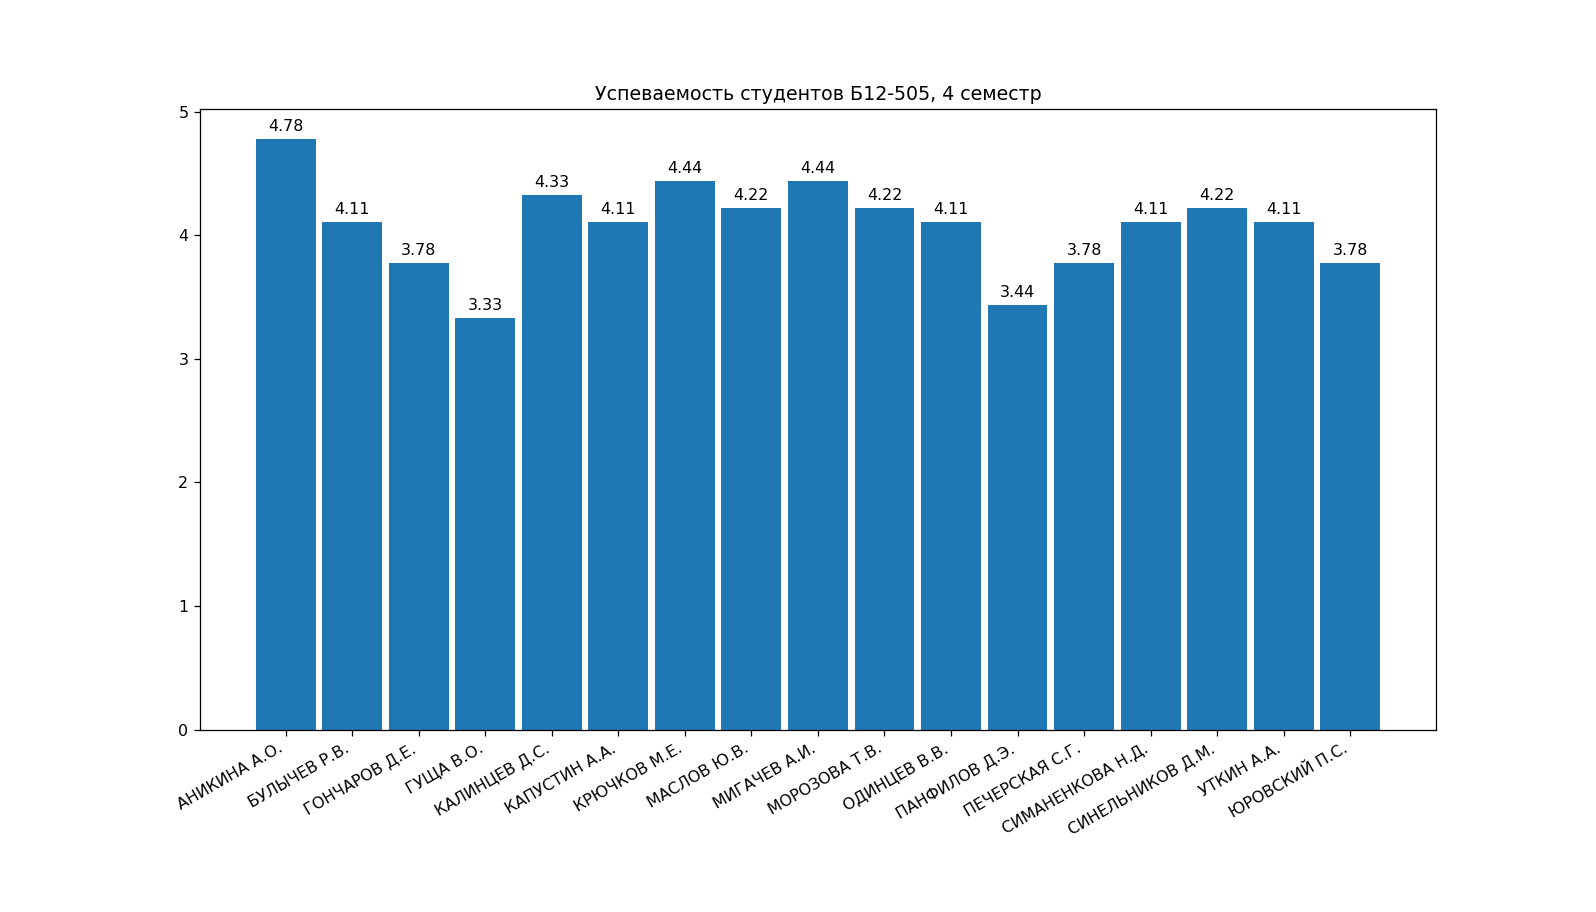 Успеваемость студентов Б12-505, 4 семестр
5
4
3
2
1
0
4.78
4.11
3.78
3.33
4.33
4.11
4.44
4.22
4.44
4.22
4.11
3.44
3.78
4.11
4.22
4.11
3.78
АНИКИНА А.О.
БУЛЫЧЕВ Р.В.
ГОНЧАРОВ Д.Е.
ГУЩА В.О.
КАЛИНЦЕВ Д.С.
КАПУСТИН А.А.
КРЮЧКОВ М.Е.
МАСЛОВ Ю.В.
МИГАЧЕВ А.И.
МОРОЗОВА Т.В.
ОДИНЦЕВ В.В.
ПАНФИЛОВ Д.Э.
ПЕЧЕРСКАЯ С.Г.
СИМАНЕНКОВА Н.Д.
СИНЕЛЬНИКОВ Д.М.
УТКИН А.А.
ЮРОВСКИЙ П.С.